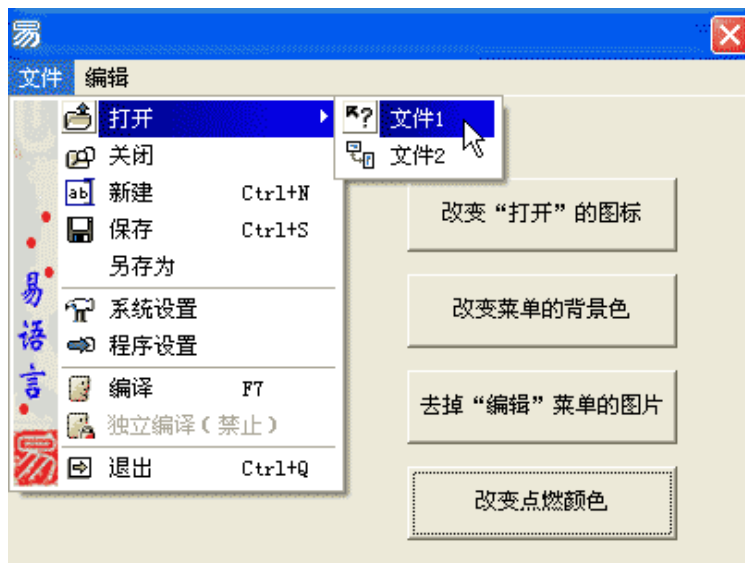 易
文件 编辑
打开 文件1
关闭 文件2
新建 Ctrl+N
保存 Ctrl+S
另存为
系统设置
程序设置
编译 F7
独立编译(禁止)
退出 Ctrl+Q
易语言
易
改变“打开”的图标
改变菜单的背景色
去掉“编辑”菜单的图片
改变点燃颜色